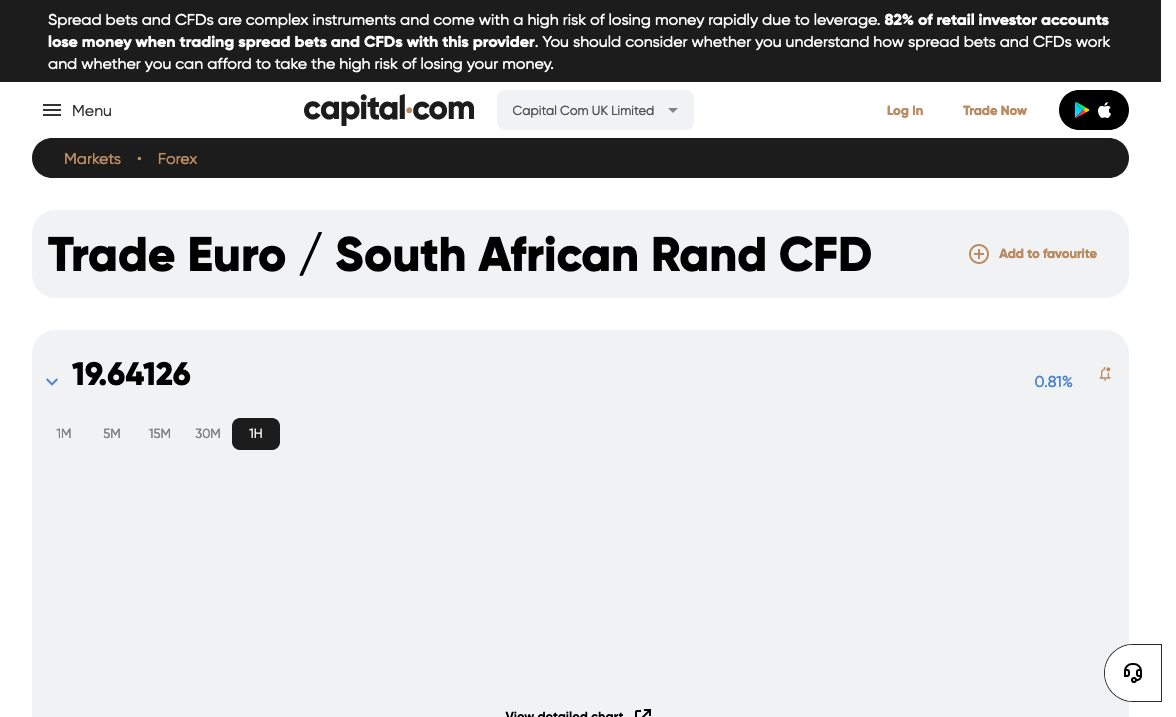 Spread bets and CFDs are complex instruments and come with a high risk of losing money rapidly due to leverage. 82% of retail investor accounts
lose money when trading spread bets and CFDs with this provider. You should consider whether you understand how spread bets and CFDs work
and whether you can afford to take the high risk of losing your money.
Menu
capital.com
Capital Com UK Limited
Log In
Trade Now
Markets
Forex
Trade Euro / South African Rand CFD
Add to favourite
19.64126
0.81%
1M
5M
15M
30M
1H
View detailed chart